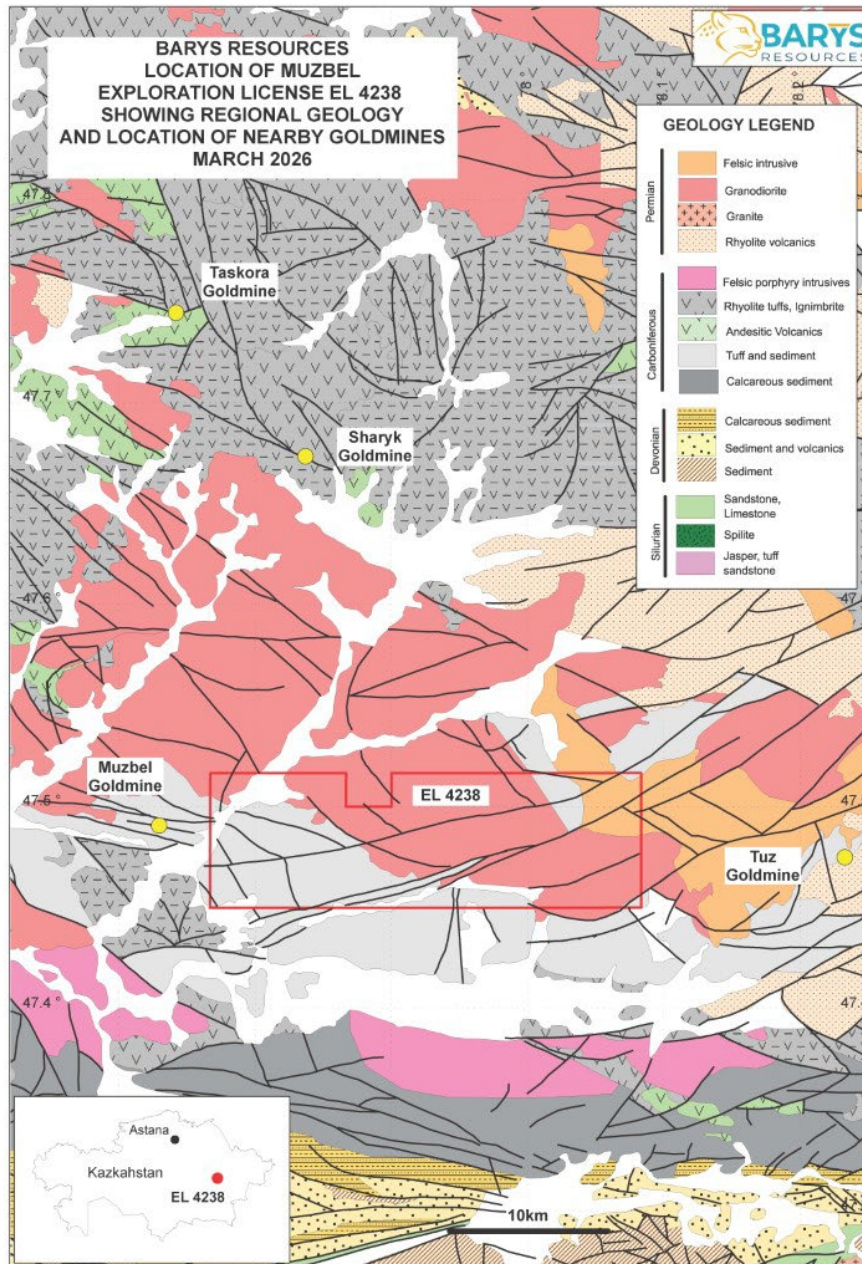 BARYS RESOURCES
LOCATION OF MUZBEL
EXPLORATION LICENSE EL 4238
SHOWING REGIONAL GEOLOGY
AND LOCATION OF NEARBY GOLDMINES
MARCH 2026
BARYS
RESOURCES
78.1
78.2
GEOLOGY LEGEND
Permian
Felsic intrusive
Granodiorite
Granite
Rhyolite volcanics
Carboniferous
Felsic porphyry intrusives
Rhyolite tuffs, Ignimbrite
Andesitic Volcanics
Tuff and sediment
Calcareous sediment
Devonian
Calcareous sediment
Sediment and volcanics
Sediment
Silurian
Sandstone,
Limestone
Spilite
Jasper, tuff
sandstone
47.8
Taskora
Goldmine
47.7
Sharyk
Goldmine
47.6 °
Muzbel
Goldmine
47.5 °
EL 4238
Tuz
Goldmine
47.4 °
Astana
Kazkahstan
EL 4238
10km